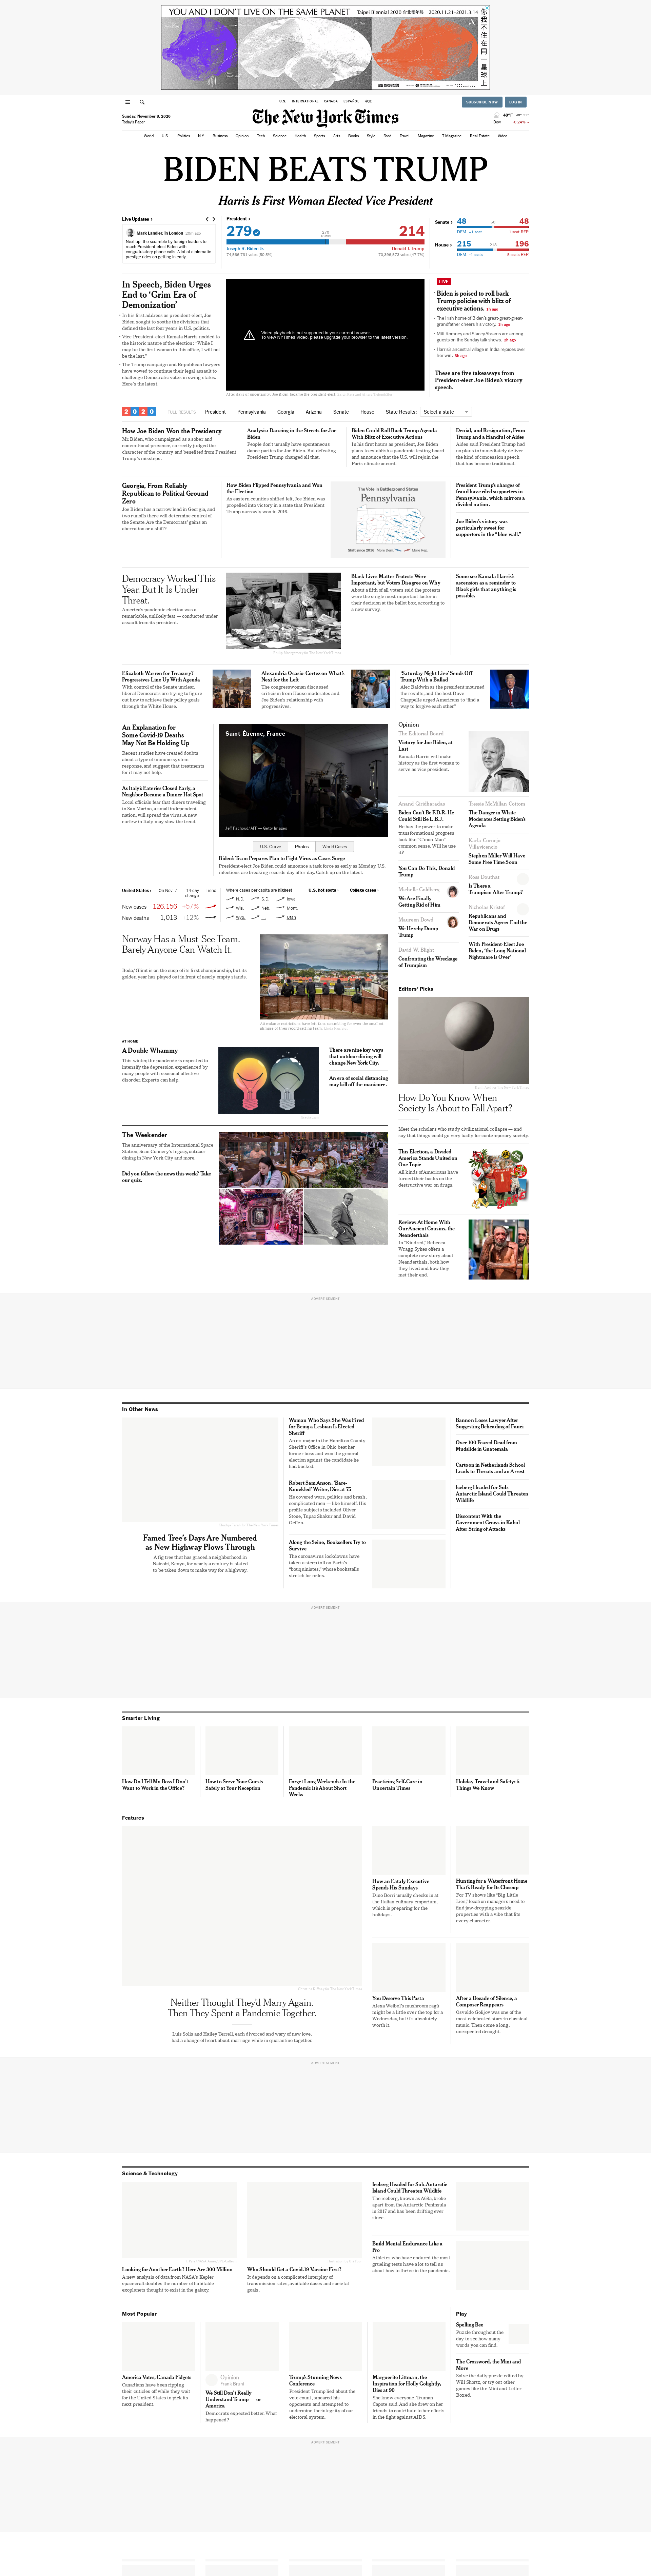 YOU AND I DON'T LIVE ON THE SAME PLANET
Taipei Biennial 2020 台北雙年展 2020.11.21–2021.3.14
你我不住在同一星球上
U.S. INTERNATIONAL CANADA ESPAÑOL 中文
SUBSCRIBE NOW LOG IN
Sunday, November 8, 2020
Today's Paper
The New York Times
World U.S. Politics N.Y. Business Opinion Tech Science Health Sports Arts Books Style Food Travel Magazine T Magazine Real Estate Video
BIDEN BEATS TRUMP
Harris Is First Woman Elected Vice President
Live Updates
Mark Landler, in London
Next up: the scramble by foreign leaders to
reach President-elect Biden with
congratulatory phone calls. A lot of diplomatic
prestige rides on getting in early.
President
279
214
Joseph R. Biden Jr.
Donald J. Trump
Senate 48 48
House 215 196
In Speech, Biden Urges
End to 'Grim Era of
Demonization'
In his first address as president-elect, Joe
Biden sought to soothe the divisions that
defined the last four years in U.S. politics.
Vice President-elect Kamala Harris nodded to
the historic nature of the election: "While I
may be the first woman in this office, I will not
be the last."
The Trump campaign and Republican lawyers
have vowed to continue their legal assault to
challenge Democratic votes in swing states.
Here's the latest.
Video playback is not supported in your current browser.
To view NYTimes Video, please upgrade your browser to the latest version.
LIVE
Biden is poised to roll back
Trump policies with blitz of
executive actions. 1h ago
The Irish home of Biden's great-great-great-
grandfather cheers his victory. 2h ago
Mitt Romney and Stacey Abrams are among
guests on the Sunday talk shows. 2h ago
Harris's ancestral village in India rejoices over
her win. 3h ago
These are five takeaways from
President-elect Joe Biden's victory
speech.
2020 FULL RESULTS President Pennsylvania Georgia Arizona Senate House State Results: Select a state
How Joe Biden Won the Presidency
Mr. Biden, who campaigned as a sober and
conventional presence, correctly judged the
character of the country and benefited from President
Trump's missteps.
Analysis: Dancing in the Streets for Joe
Biden
People don't usually have spontaneous
dance parties for Joe Biden. But defeating
President Trump changed all that.
Biden Could Roll Back Trump Agenda
With Blitz of Executive Actions
In his first hours as president, Joe Biden
plans to establish a pandemic testing board
and announce that the U.S. will rejoin the
Paris climate accord.
Denial, and Resignation, From
Trump and a Handful of Aides
Aides said President Trump had
no plans to immediately deliver
the kind of concession speech
that has become traditional.
Georgia, From Reliably
Republican to Political Ground
Zero
Joe Biden has a narrow lead in Georgia, and
two runoffs there will determine control of
the Senate. Are the Democrats' gains an
aberration or a shift?
How Biden Flipped Pennsylvania and Won
the Election
As eastern counties shifted left, Joe Biden was
propelled into victory in a state that President
Trump narrowly won in 2016.
The Vote in Battleground States
Pennsylvania
President Trump's charges of
fraud have riled supporters in
Pennsylvania, which mirrors a
divided nation.
Joe Biden's victory was
particularly sweet for
supporters in the "blue wall."
Democracy Worked This
Year. But It Is Under
Threat.
America's pandemic election was a
remarkable, unlikely feat — conducted under
assault from its president.
Black Lives Matter Protests Were
Important, but Voters Disagree on Why
About a fifth of all voters said the protests
were the single most important factor in
their decision at the ballot box, according to
a new survey.
Some see Kamala Harris's
ascension as a reminder to
Black girls that anything is
possible.
Elizabeth Warren for Treasury?
Progressives Line Up With Agenda
With control of the Senate unclear,
liberal Democrats are trying to figure
out how to achieve their policy goals
through the White House.
Alexandria Ocasio-Cortez on What's
Next for the Left
The congresswoman discussed
criticism from House moderates and
Joe Biden's relationship with
progressives.
'Saturday Night Live' Sends Off
Trump With a Ballad
Alec Baldwin as the president mourned
the results, and the host Dave
Chappelle urged Americans to "find a
way to forgive each other."
An Explanation for
Some Covid-19 Deaths
May Not Be Holding Up
Recent studies have created doubts
about a type of immune-system
response, and suggest that treatments
for it may not help.
As Italy's Eateries Closed Early, a
Neighbor Became a Dinner Hot Spot
Local officials fear that diners traveling
to San Marino, a small independent
nation, will spread the virus. A new
curfew in Italy may slow the trend.
Saint-Étienne, France
Jeff Pachoud/AFP — Getty Images
U.S. Curve Photos World Cases
Biden's Team Prepares Plan to Fight Virus as Cases Surge
President-elect Joe Biden could announce a task force as early as Monday. U.S.
infections are breaking records day after day. Catch up on the latest.
Opinion
The Editorial Board
Victory for Joe Biden, at
Last
Kamala Harris will make
history as the first woman to
serve as vice president.
Anand Giridharadas
Biden Can't Be F.D.R. He
Could Still Be L.B.J.
He has the power to make
transformational progress
look like "C'mon Man"
common sense. Will he use
it?
You Can Do This, Donald
Trump
Michelle Goldberg
We Are Finally
Getting Rid of Him
Maureen Dowd
We Hereby Dump
Trump
David W. Blight
Confronting the Wreckage
of Trumpism
Tressie McMillan Cottom
The Danger in White
Moderates Setting Biden's
Agenda
Karla Cornejo
Villavicencio
Stephen Miller Will Have
Some Free Time Soon
Ross Douthat
Is There a
Trumpism After Trump?
Nicholas Kristof
Republicans and
Democrats Agree: End the
War on Drugs
With President-Elect Joe
Biden, 'the Long National
Nightmare Is Over'
United States On Nov. 7 14-day change Trend
New cases 126,156 +57%
New deaths 1,013 +12%
Where cases per capita are highest
N.D. S.D. Iowa
Wis. Neb. Mont.
Wyo. Ill. Utah
U.S. hot spots College cases
Norway Has a Must-See Team.
Barely Anyone Can Watch It.
Bodo/Glimt is on the cusp of its first championship, but its
golden year has played out in front of nearly empty stands.
Editors' Picks
How Do You Know When
Society Is About to Fall Apart?
Meet the scholars who study civilizational collapse — and
say that things could go very badly for contemporary society.
This Election, a Divided
America Stands United on
One Topic
All kinds of Americans have
turned their backs on the
destructive war on drugs.
Review: At Home With
Our Ancient Cousins, the
Neanderthals
In "Kindred," Rebecca
Wragg Sykes offers a
complete new story about
Neanderthals, both how
they lived and how they
met their end.
AT HOME
A Double Whammy
This winter, the pandemic is expected to
intensify the depression experienced by
many people with seasonal affective
disorder. Experts can help.
There are nine key ways
that outdoor dining will
change New York City.
An era of social distancing
may kill off the manicure.
The Weekender
The anniversary of the International Space
Station, Sean Connery's legacy, outdoor
dining in New York City and more.
Did you follow the news this week? Take
our quiz.
ADVERTISEMENT
In Other News
Famed Tree's Days Are Numbered
as New Highway Plows Through
A fig tree that has graced a neighborhood in
Nairobi, Kenya, for nearly a century is slated
to be taken down to make way for a highway.
Woman Who Says She Was Fired
for Being a Lesbian Is Elected
Sheriff
An ex-major in the Hamilton County
Sheriff's Office in Ohio beat her
former boss and won the general
election against the candidate he
had backed.
Robert Sam Anson, 'Bare-
Knuckled' Writer, Dies at 75
He covered wars, politics and brash,
complicated men — like himself. His
profile subjects included Oliver
Stone, Tupac Shakur and David
Geffen.
Along the Seine, Booksellers Try to
Survive
The coronavirus lockdowns have
taken a steep toll on Paris's
"bouquinistes," whose bookstalls
stretch for miles.
Bannon Loses Lawyer After
Suggesting Beheading of Fauci
Over 100 Feared Dead from
Mudslide in Guatemala
Cartoon in Netherlands School
Leads to Threats and an Arrest
Iceberg Headed for Sub-
Antarctic Island Could Threaten
Wildlife
Discontent With the
Government Grows in Kabul
After String of Attacks
ADVERTISEMENT
Smarter Living
How Do I Tell My Boss I Don't
Want to Work in the Office?
How to Serve Your Guests
Safely at Your Reception
Forget Long Weekends: In the
Pandemic It's About Short
Weeks
Practicing Self-Care in
Uncertain Times
Holiday Travel and Safety: 5
Things We Know
Features
Neither Thought They'd Marry Again.
Then They Spent a Pandemic Together.
Luis Solis and Hailey Terrell, each divorced and wary of new love,
had a change of heart about marriage while in quarantine together.
How an Eataly Executive
Spends His Sundays
Dino Borri usually checks in at
the Italian culinary emporium,
which is preparing for the
holidays.
Hunting for a Waterfront Home
That's Ready for Its Closeup
For TV shows like "Big Little
Lies," location managers need to
find jaw-dropping seaside
properties with a vibe that fits
every character.
You Deserve This Pasta
Alexa Weibel's mushroom ragù
might be a little over the top for a
Wednesday, but it's absolutely
worth it.
After a Decade of Silence, a
Composer Reappears
Osvaldo Golijov was one of the
most celebrated stars in classical
music. Then came a long,
unexpected drought.
ADVERTISEMENT
Science & Technology
Looking for Another Earth? Here Are 300 Million
A new analysis of data from NASA's Kepler
spacecraft doubles the number of habitable
exoplanets thought to exist in the galaxy.
Who Should Get a Covid-19 Vaccine First?
It depends on a complicated interplay of
transmission rates, available doses and societal
goals.
Iceberg Headed for Sub-Antarctic
Island Could Threaten Wildlife
The iceberg, known as A68a, broke
apart from the Antarctic Peninsula
in 2017 and has been drifting ever
since.
Build Mental Endurance Like a
Pro
Athletes who have endured the most
grueling tests have a lot to tell us
about how to thrive in the pandemic.
Most Popular
America Votes, Canada Fidgets
Canadians have been ripping
their cuticles off while they wait
for the United States to pick its
next president.
Opinion
Frank Bruni
We Still Don't Really
Understand Trump — or
America
Democrats expected better. What
happened?
Trump's Stunning News
Conference
President Trump lied about the
vote count, smeared his
opponents and attempted to
undermine the integrity of our
electoral system.
Marguerite Littman, the
Inspiration for Holly Golightly,
Dies at 90
She knew everyone, Truman
Capote said. And she drew on her
friends to contribute to her efforts
in the fight against AIDS.
Play
Spelling Bee
Puzzle throughout the
day to see how many
words you can find.
The Crossword, the Mini and
More
Solve the daily puzzle edited by
Will Shortz, or try out other
games like the Mini and Letter
Boxed.
ADVERTISEMENT